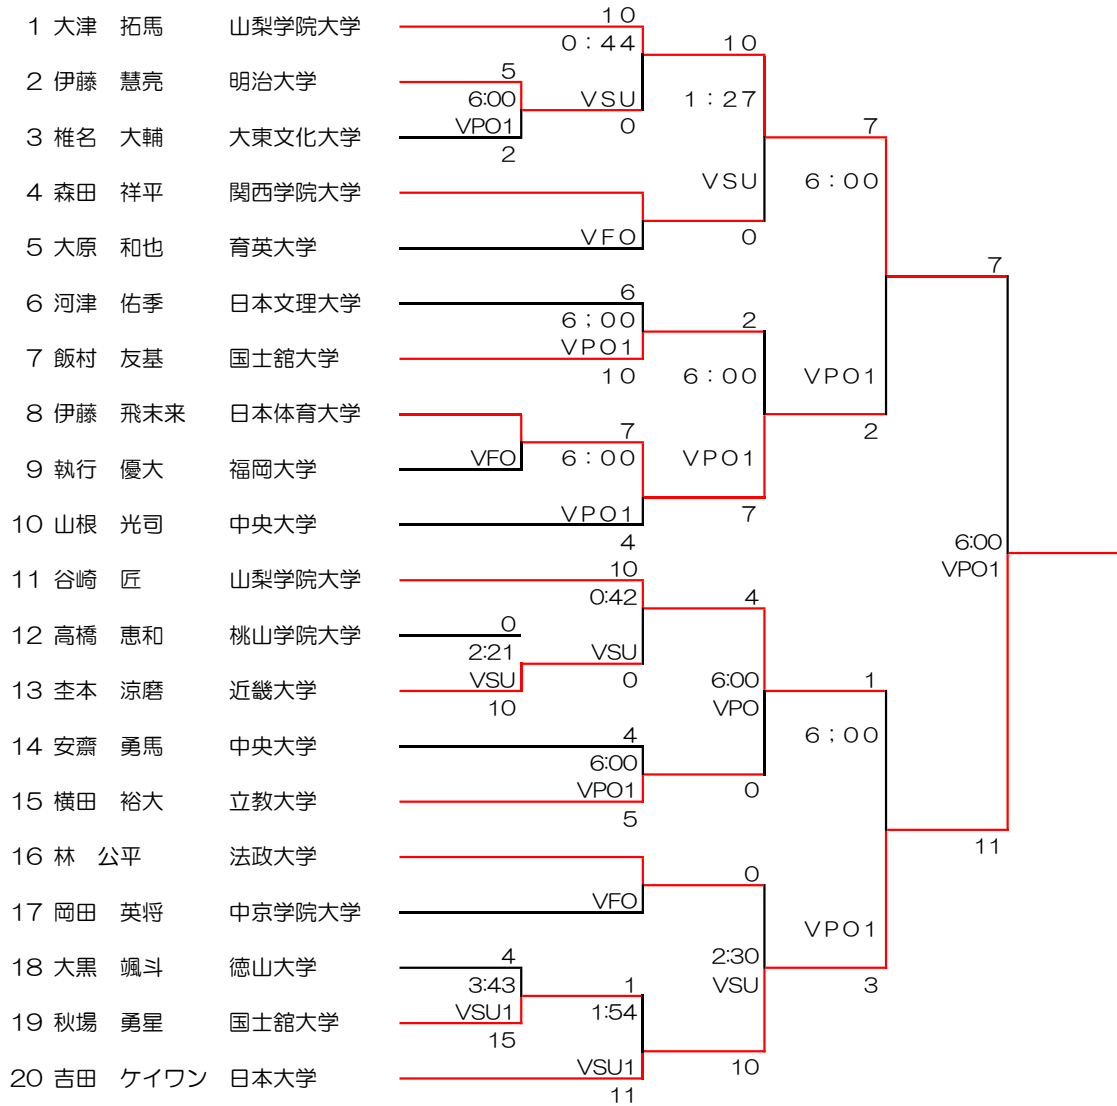 1 大津　拓馬　山梨学院大学
10
0：44
10
2 伊藤　慧亮　明治大学
5
6:00
VSU
1：27
3 椎名　大輔　大東文化大学
VPO1
0
7
2
4 森田　祥平　関西学院大学
VSU
6：00
5 大原　和也　育英大学
VFO
0
7
6 河津　佑季　日本文理大学
6
6；00
2
7 飯村　友基　国士舘大学
VPO1
10
6：00
VPO1
8 伊藤　飛未来　日本体育大学
7
2
9 執行　優大　福岡大学
VFO
6：00
VPO1
10 山根　光司　中央大学
VPO1
7
4
6:00
VPO1
11 谷崎　匠　山梨学院大学
10
0:42
4
12 高橋　恵和　桃山学院大学
0
2:21
VSU
13 杢本　涼磨　近畿大学
VSU
0
6:00
1
10
VPO
14 安齋　勇馬　中央大学
4
6；00
6:00
15 横田　裕大　立教大学
VPO1
0
5
11
16 林　公平　法政大学
0
17 岡田　英将　中京学院大学
VFO
VPO1
18 大黒　颯斗　徳山大学
4
2:30
3:43
1
VSU
3
19 秋場　勇星　国士舘大学
VSU1
1:54
15
20 吉田　ケイワン　日本大学
VSU1
10
11